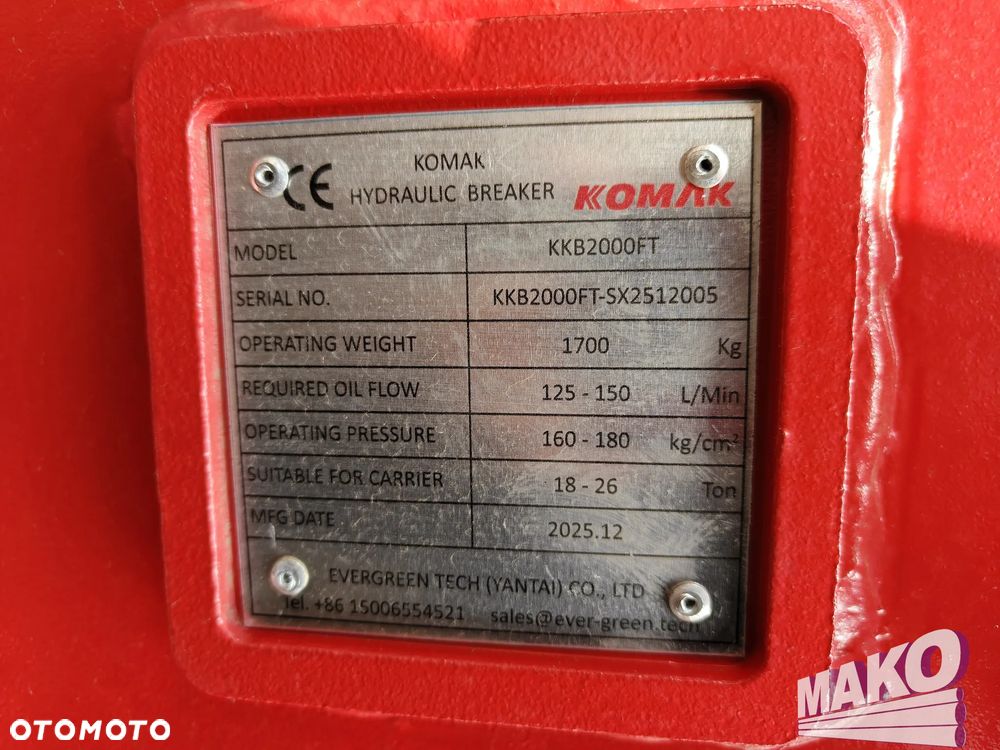 CE
KOMAK
HYDRAULIC BREAKER KOMAK
MODEL KKB2000FT
SERIAL NO. KKB2000FT-SX2512005
OPERATING WEIGHT 1700 Kg
REQUIRED OIL FLOW 125 - 150 L/Min
OPERATING PRESSURE 160 - 180 kg/cm²
SUITABLE FOR CARRIER 18 - 26 Ton
MFG DATE 2025.12
EVERGREEN TECH (YANTAI) CO., LTD
Tel. +86 15006554521 sales@ever-green.tech
MAKO
OTOMOTO